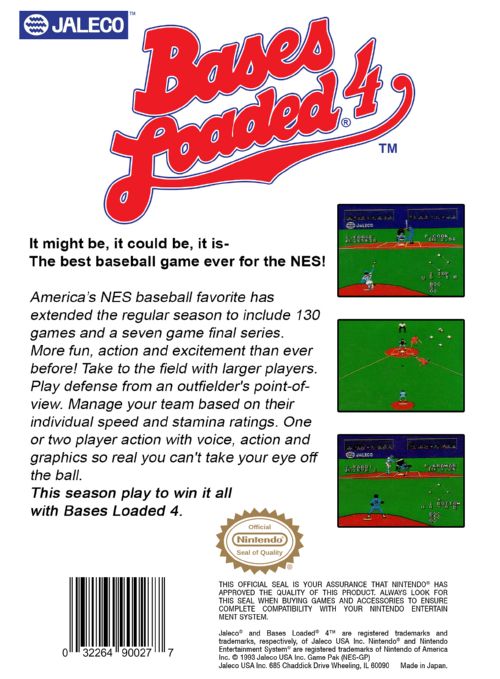 JALECO™
Bases
Loaded® 4
TM
It might be, it could be, it is-
The best baseball game ever for the NES!
America's NES baseball favorite has
extended the regular season to include 130
games and a seven game final series.
More fun, action and excitement than ever
before! Take to the field with larger players.
Play defense from an outfielder's point-of-
view. Manage your team based on their
individual speed and stamina ratings. One
or two player action with voice, action and
graphics so real you can't take your eye off
the ball.
This season play to win it all
with Bases Loaded 4.
JALECO
JALECO
Official
Nintendo®
Seal of Quality
THIS OFFICIAL SEAL IS YOUR ASSURANCE THAT NINTENDO® HAS
APPROVED THE QUALITY OF THIS PRODUCT. ALWAYS LOOK FOR
THIS SEAL WHEN BUYING GAMES AND ACCESSORIES TO ENSURE
COMPLETE COMPATIBILITY WITH YOUR NINTENDO ENTERTAIN
MENT SYSTEM.
Jaleco® and Bases Loaded® 4™ are registered trademarks and
trademarks, respectively, of Jaleco USA Inc. Nintendo® and Nintendo
Entertainment System® are registered trademarks of Nintendo of America
Inc. © 1993 Jaleco USA Inc. Game Pak (NES-GP)
Jaleco USA Inc. 685 Chaddick Drive Wheeling, IL 60090 Made in Japan.
0 32264 90027 7